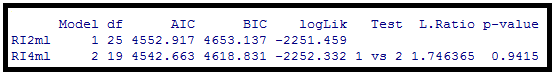 Model df AIC BIC logLik Test L.Ratio p-value
RI2ml 1 25 4552.917 4653.137 -2251.459
RI4ml 2 19 4542.663 4618.831 -2252.332 1 vs 2 1.746365 0.9415